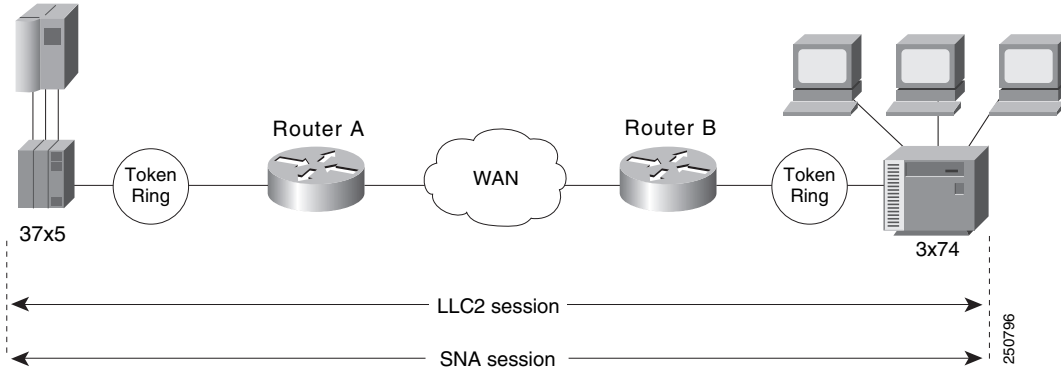 Router A
Router B
Token
Ring
WAN
Token
Ring
37x5
3x74
LLC2 session
SNA session
250796